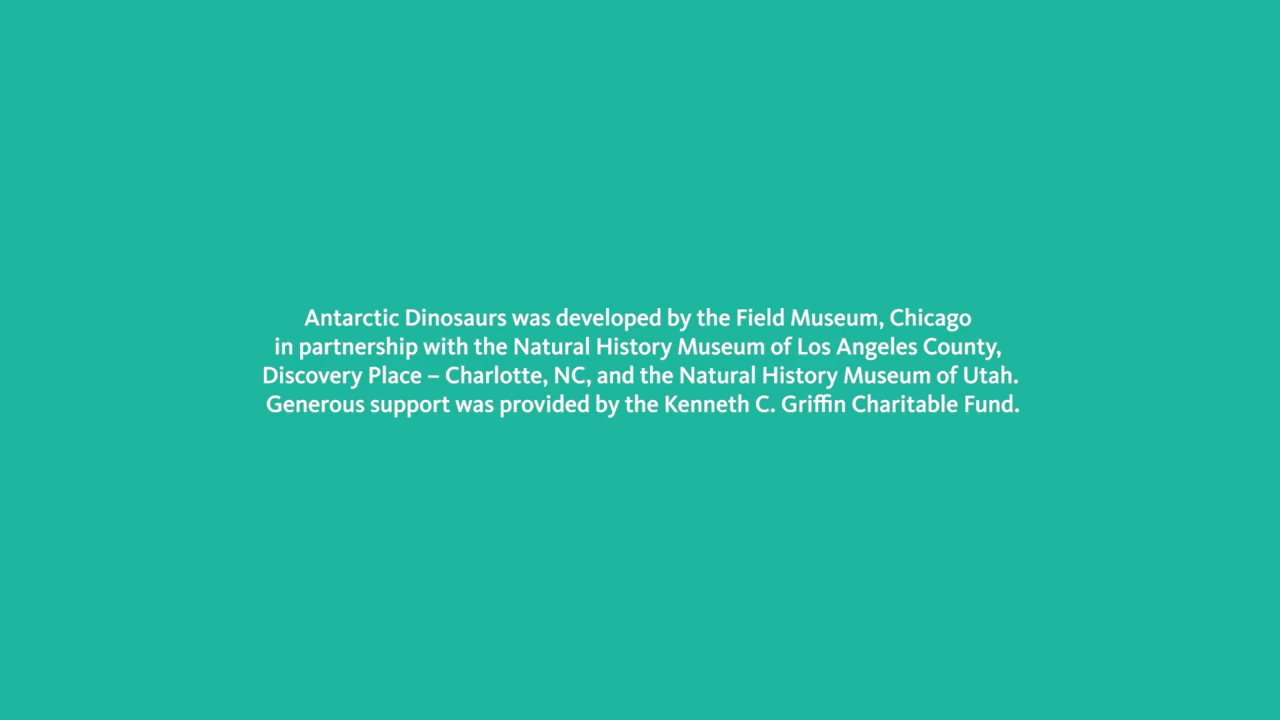 Antarctic Dinosaurs was developed by the Field Museum, Chicago
in partnership with the Natural History Museum of Los Angeles County,
Discovery Place – Charlotte, NC, and the Natural History Museum of Utah.
Generous support was provided by the Kenneth C. Griffin Charitable Fund.